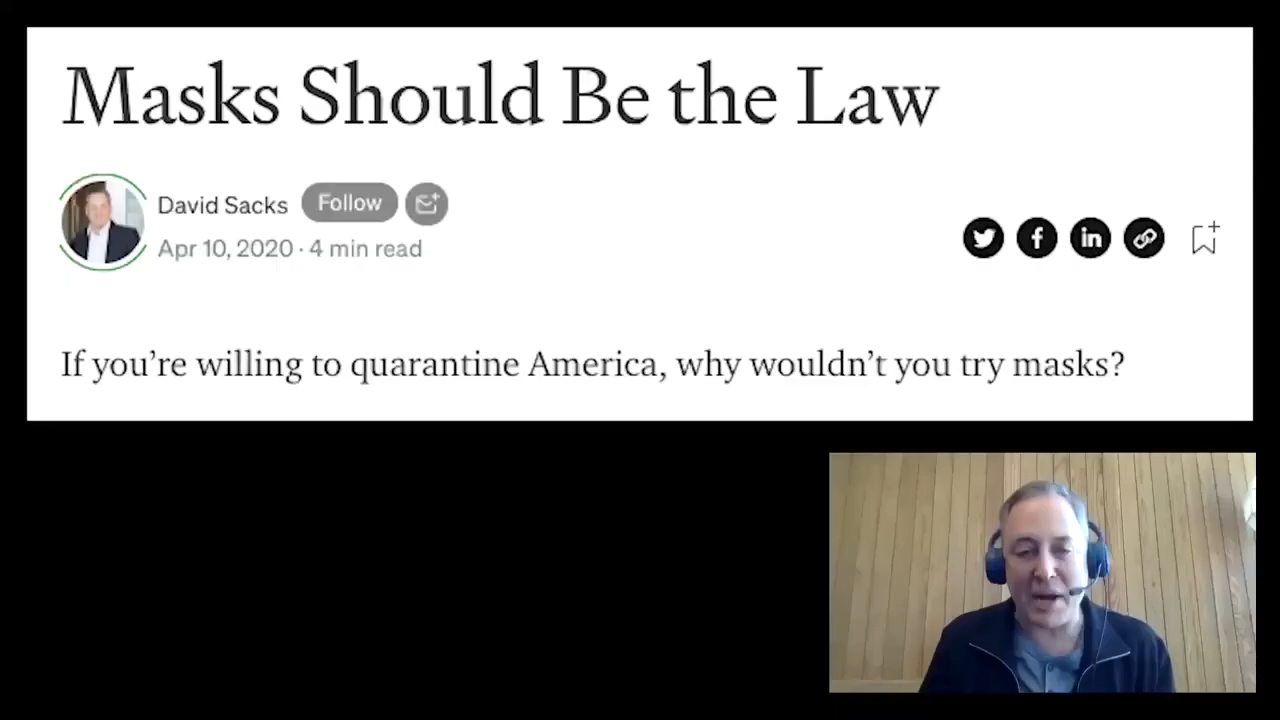 Masks Should Be the Law
David Sacks Follow
Apr 10, 2020 · 4 min read
If you’re willing to quarantine America, why wouldn’t you try masks?